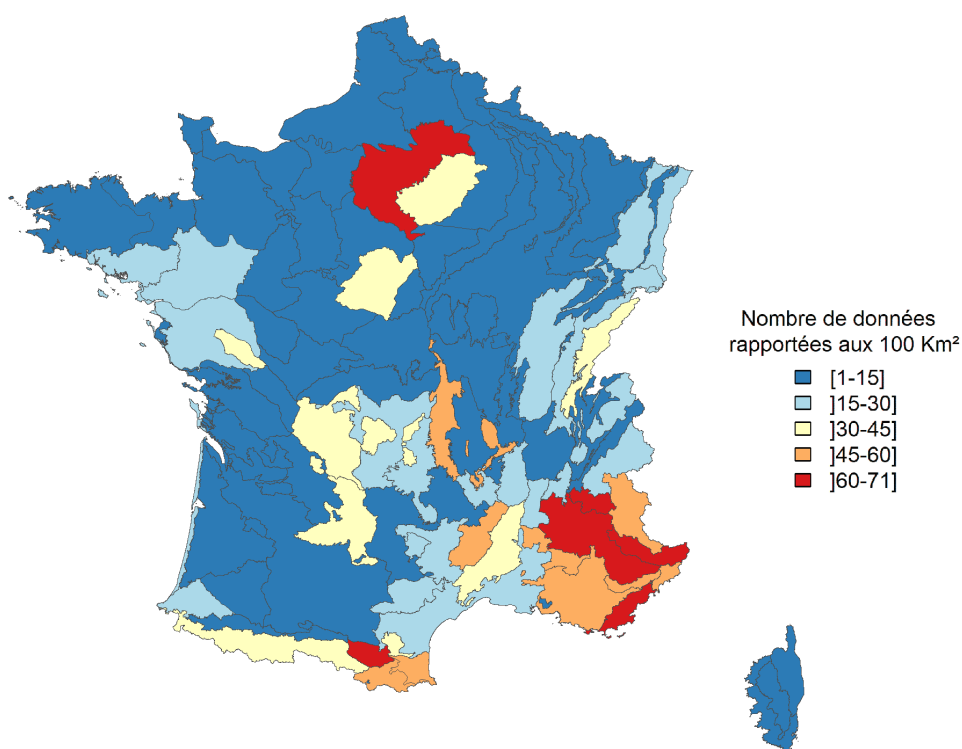 Nombre de données
rapportées aux 100 Km²
[1-15]
]15-30]
]30-45]
]45-60]
]60-71]